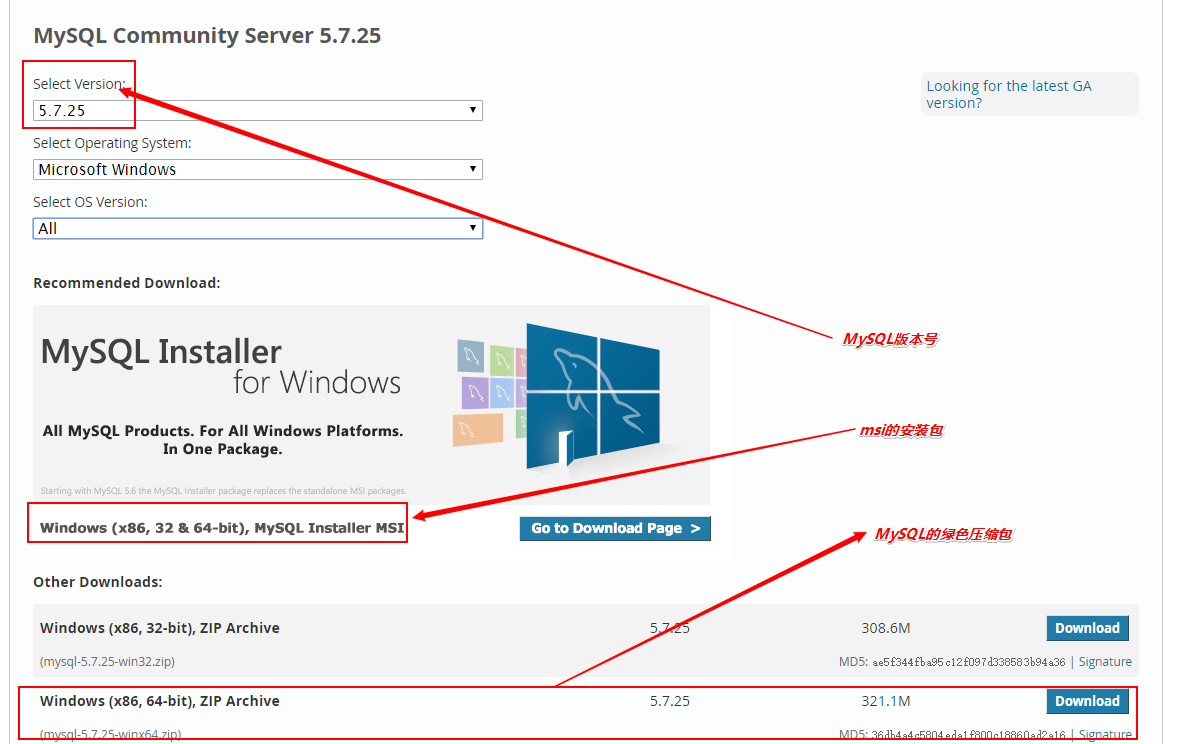 MySQL Community Server 5.7.25
Select Version:
5.7.25
Looking for the latest GA
version?
Select Operating System:
Microsoft Windows
Select OS Version:
All
Recommended Download:
MySQL Installer
for Windows
All MySQL Products. For All Windows Platforms.
In One Package.
Starting with MySQL 5.6 the MySQL Installer package replaces the standalone MSI packages.
MySQL版本号
msi的安装包
Windows (x86, 32 & 64-bit), MySQL Installer MSI
Go to Download Page >
MySQL的绿色压缩包
Other Downloads:
Windows (x86, 32-bit), ZIP Archive 5.7.25 308.6M Download
(mysql-5.7.25-win32.zip) MD5: ae5f344fba95c12f097d338583b94a36 | Signature
Windows (x86, 64-bit), ZIP Archive 5.7.25 321.1M Download
(mysql-5.7.25-winx64.zip) MD5: 36db4a4c5804eda1f800c18860ad2a16 | Signature